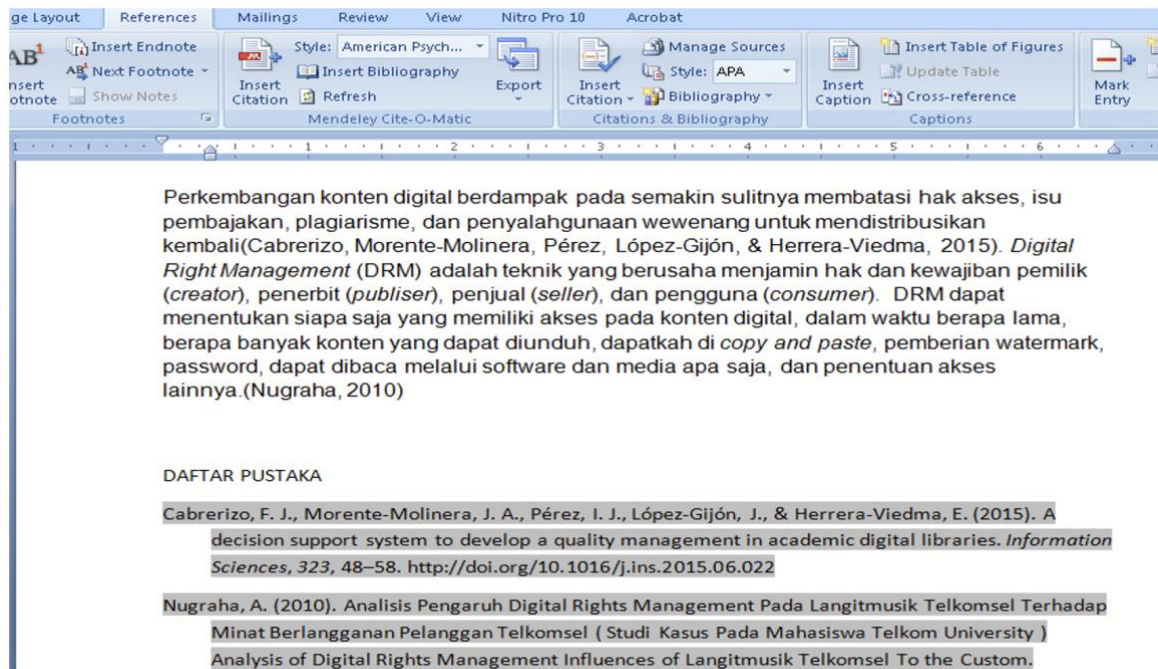 ge Layout References Mailings Review View Nitro Pro 10 Acrobat
AB1 Insert Endnote Style: American Psych... Manage Sources Insert Table of Figures
AB1 Next Footnote Insert Bibliography Style: APA Update Table
nsert otnote Show Notes Insert Citation Refresh Export Insert Citation Bibliography Insert Caption Cross-reference Mark Entry
Footnotes Mendeley Cite-O-Matic Citations & Bibliography Captions
1 1 2 3 4 5 6
Perkembangan konten digital berdampak pada semakin sulitnya membatasi hak akses, isu
pembajakan, plagiarisme, dan penyalahgunaan wewenang untuk mendistribusikan
kembali(Cabrerizo, Morente-Molinera, Pérez, López-Gijón, & Herrera-Viedma, 2015). Digital
Right Management (DRM) adalah teknik yang berusaha menjamin hak dan kewajiban pemilik
(creator), penerbit (publiser), penjual (seller), dan pengguna (consumer). DRM dapat
menentukan siapa saja yang memiliki akses pada konten digital, dalam waktu berapa lama,
berapa banyak konten yang dapat diunduh, dapatkah di copy and paste, pemberian watermark,
password, dapat dibaca melalui software dan media apa saja, dan penentuan akses
lainnya.(Nugraha, 2010)
DAFTAR PUSTAKA
Cabrerizo, F. J., Morente-Molinera, J. A., Pérez, I. J., López-Gijón, J., & Herrera-Viedma, E. (2015). A
decision support system to develop a quality management in academic digital libraries. Information
Sciences, 323, 48–58. http://doi.org/10.1016/j.ins.2015.06.022
Nugraha, A. (2010). Analisis Pengaruh Digital Rights Management Pada Langitmusik Telkomsel Terhadap
Minat Berlangganan Pelanggan Telkomsel ( Studi Kasus Pada Mahasiswa Telkom University )
Analysis of Digital Rights Management Influences of Langitmusik Telkomsel To the Custom.